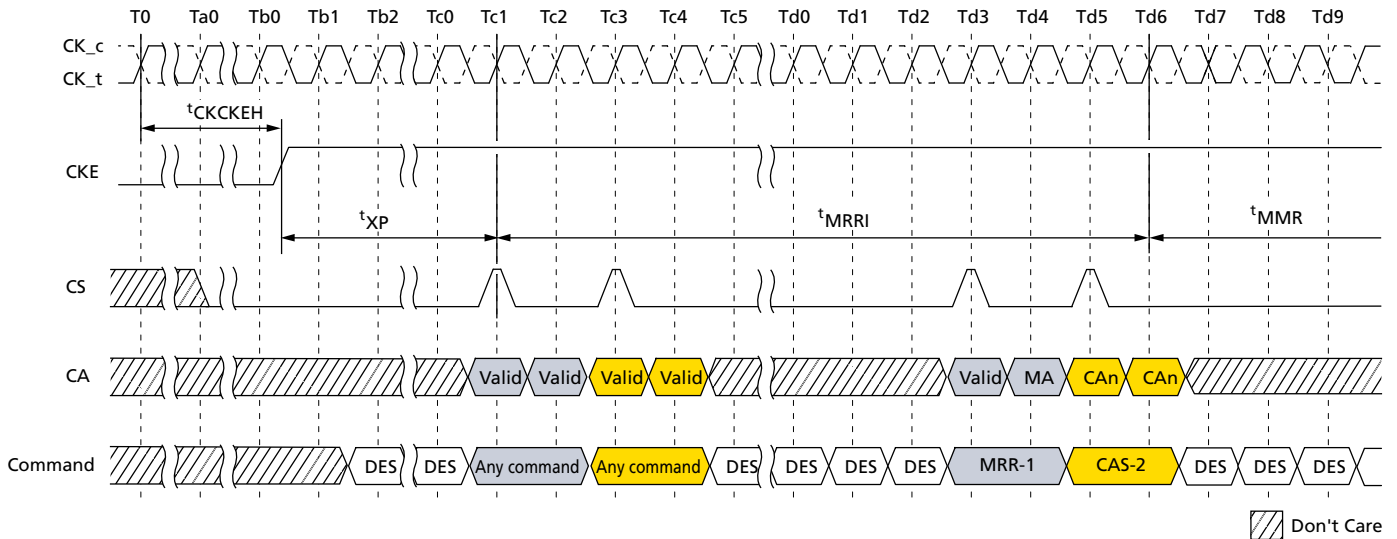 T0 Ta0 Tb0 Tb1 Tb2 Tc0 Tc1 Tc2 Tc3 Tc4 Tc5 Td0 Td1 Td2 Td3 Td4 Td5 Td6 Td7 Td8 Td9
CK_c
CK_t
tCKCKEH
CKE
tXP tMRRI tMMR
CS
CA Valid Valid Valid Valid Valid MA CAn CAn
Command DES DES Any command Any command DES DES DES DES MRR-1 CAS-2 DES DES DES
Don't Care